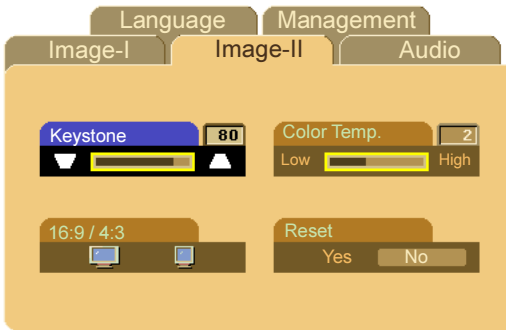 Language Management
Image-I Image-II Audio
Keystone 80
Color Temp. 2
Low High
16:9 / 4:3
Reset
Yes No